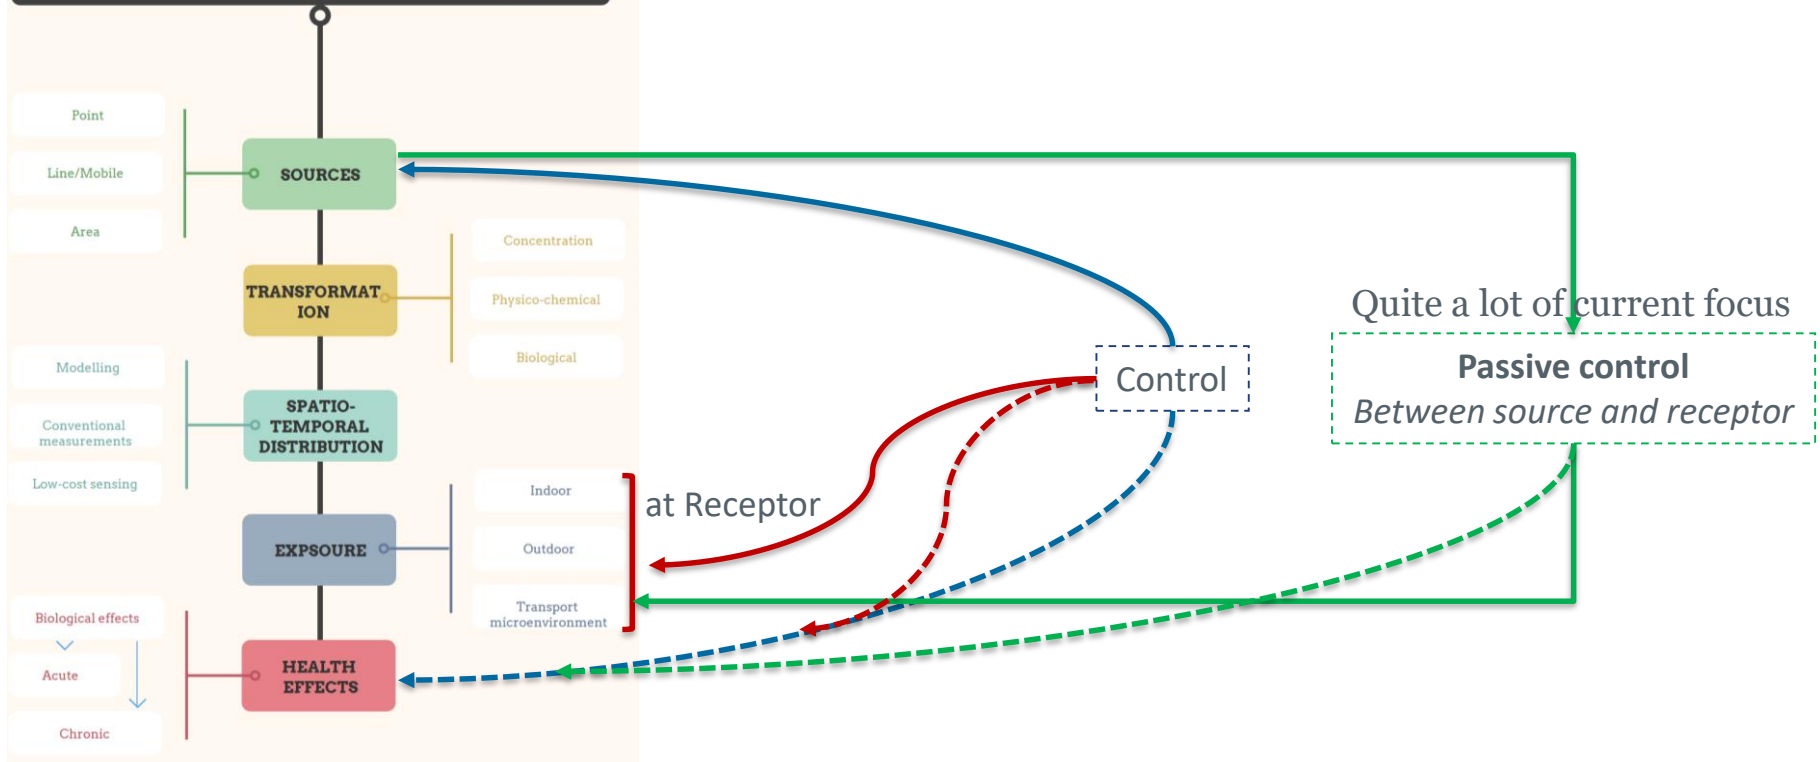 Point
Line/Mobile
Area
SOURCES
Concentration
Physico-chemical
Biological
TRANSFORMAT
ION
Modelling
Conventional
measurements
Low-cost sensing
SPATIO-
TEMPORAL
DISTRIBUTION
Indoor
Outdoor
Transport
microenvironment
EXPSOURE
at Receptor
Biological effects
Acute
Chronic
HEALTH
EFFECTS
Control
Quite a lot of current focus
Passive control
Between source and receptor